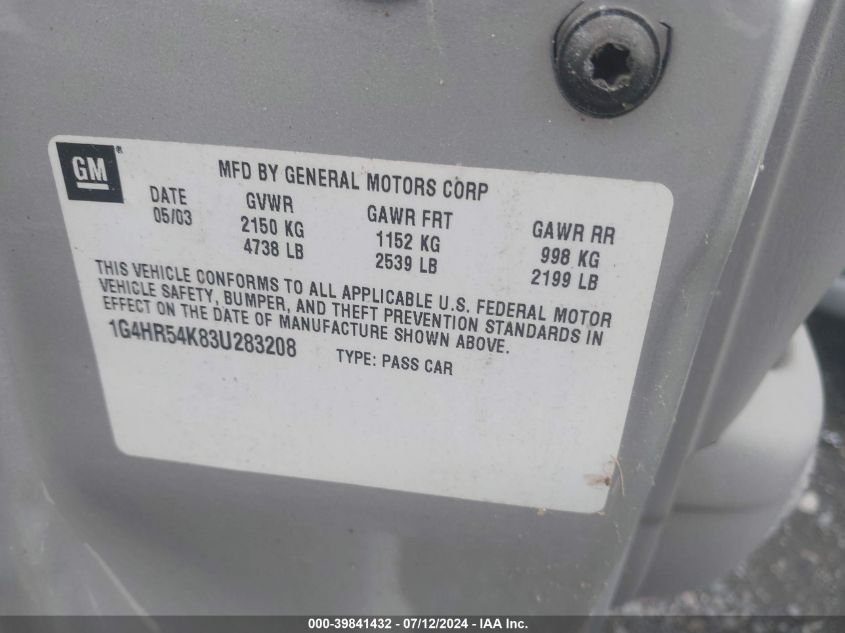 GM®
MFD BY GENERAL MOTORS CORP
DATE GVWR GAWR FRT GAWR RR
05/03 2150 KG 1152 KG 998 KG
4738 LB 2539 LB 2199 LB
THIS VEHICLE CONFORMS TO ALL APPLICABLE U.S. FEDERAL MOTOR
VEHICLE SAFETY, BUMPER, AND THEFT PREVENTION STANDARDS IN
EFFECT ON THE DATE OF MANUFACTURE SHOWN ABOVE.
1G4HR54K83U283208 TYPE: PASS CAR
000-39841432 - 07/12/2024 - IAA Inc.